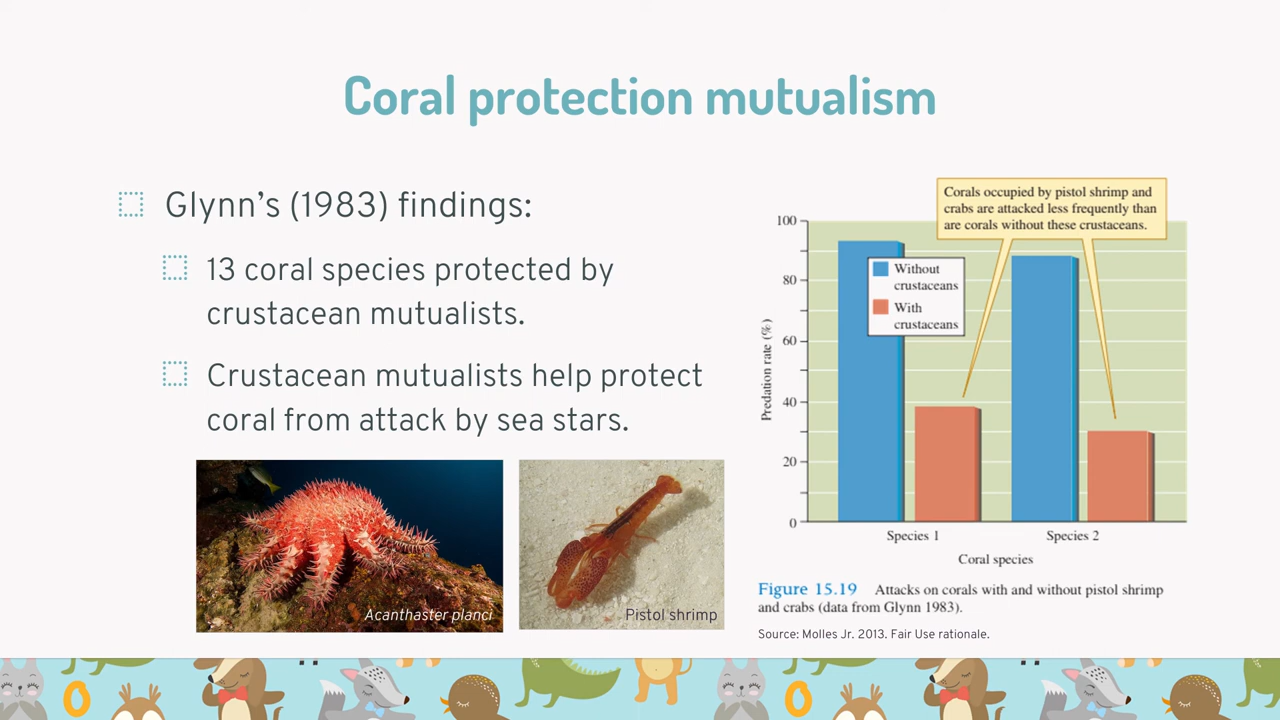 Coral protection mutualism
Glynn's (1983) findings:
13 coral species protected by
crustacean mutualists.
Crustacean mutualists help protect
coral from attack by sea stars.
Acanthaster planci
Pistol shrimp
Corals occupied by pistol shrimp and
crabs are attacked less frequently than
are corals without these crustaceans.
100
80
60
40
20
0
Predation rate (%)
Without
crustaceans
With
crustaceans
Species 1
Species 2
Coral species
Figure 15.19 Attacks on corals with and without pistol shrimp
and crabs (data from Glynn 1983).
Source: Molles Jr. 2013. Fair Use rationale.